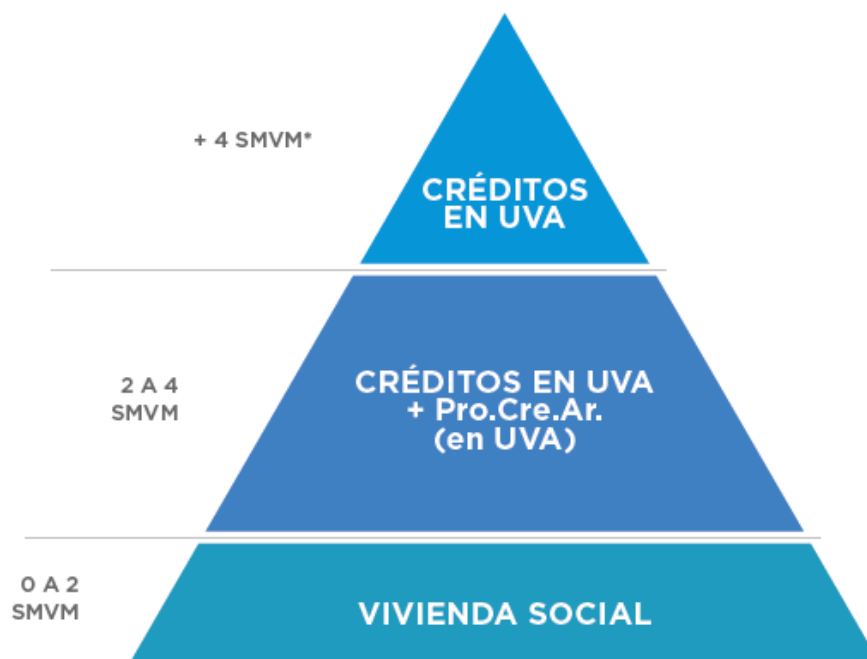 + 4 SMVM*
CRÉDITOS
EN UVA
2 A 4
SMVM
CRÉDITOS EN UVA
+ Pro.Cre.Ar.
(en UVA)
0 A 2
SMVM
VIVIENDA SOCIAL